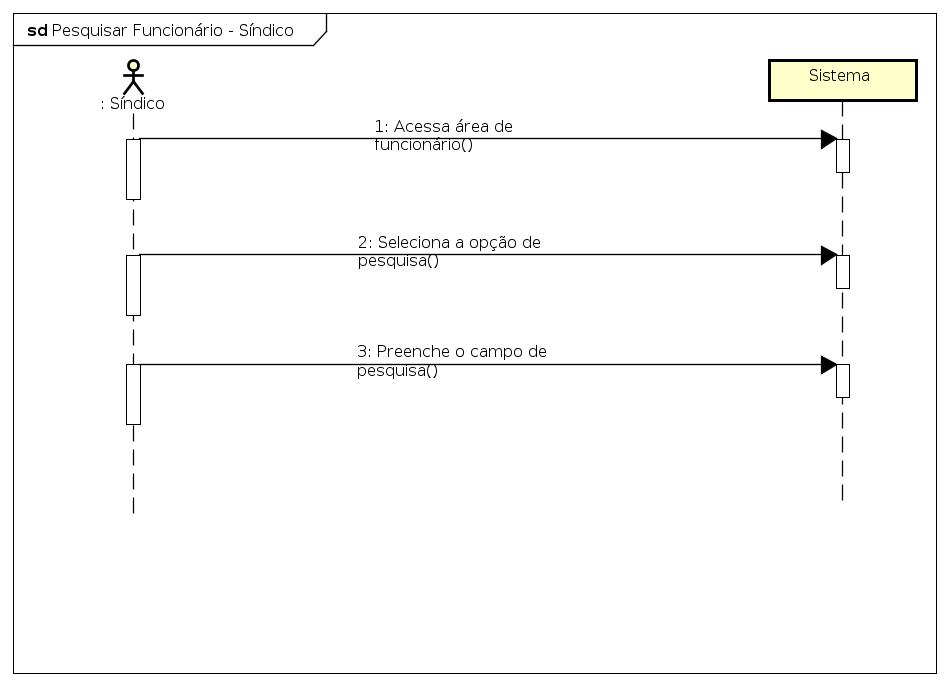 sd Pesquisar Funcionário - Síndico
: Síndico
Sistema
1: Acessa área de
funcionário()
2: Seleciona a opção de
pesquisa()
3: Preenche o campo de
pesquisa()